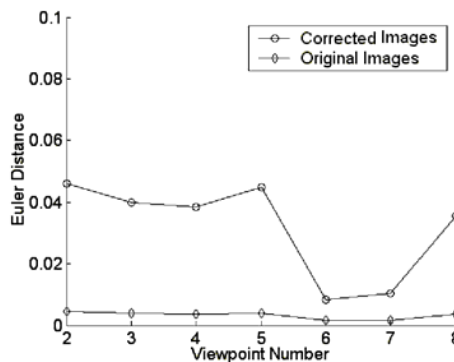 0.1
Corrected Images
Original Images
0.08
0.06
Euler Distance
0.04
0.02
0
2 3 4 5 6 7 8
Viewpoint Number